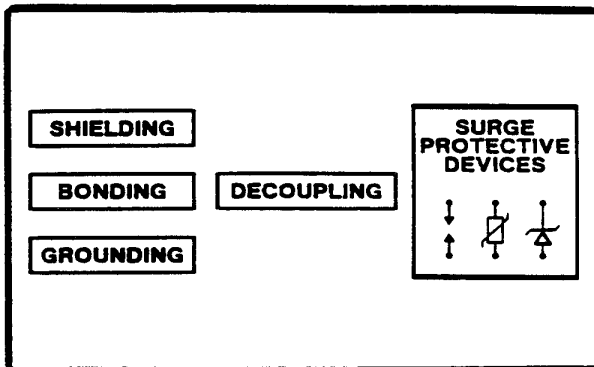 SHIELDING
BONDING
GROUNDING
DECOUPLING
SURGE
PROTECTIVE
DEVICES